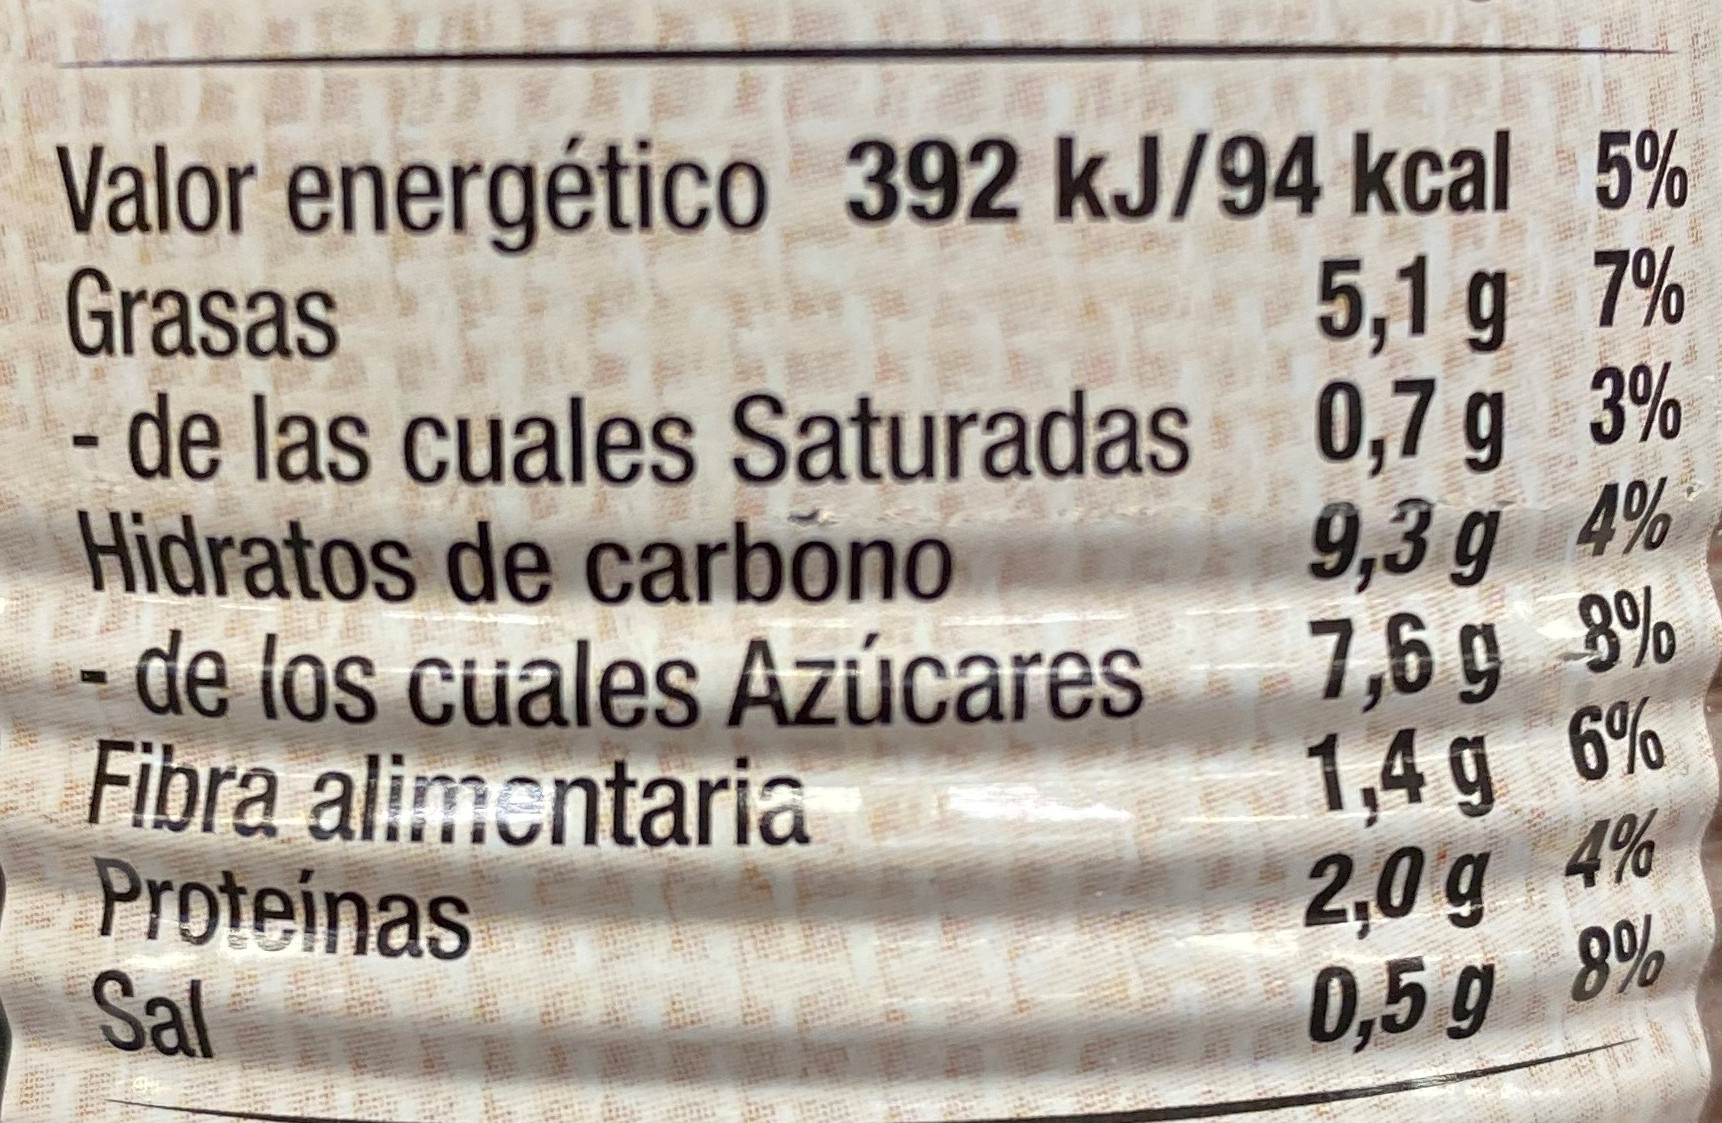 Valor energético 392 kJ/94 kcal 5%
Grasas 5,1 g 7%
- de las cuales Saturadas 0,7 g 3%
Hidratos de carbono 9,3 g 4%
- de los cuales Azúcares 7,6 g 8%
Fibra alimentaria 1,4 g 6%
Proteínas 2,0 g 4%
Sal 0,5 g 8%